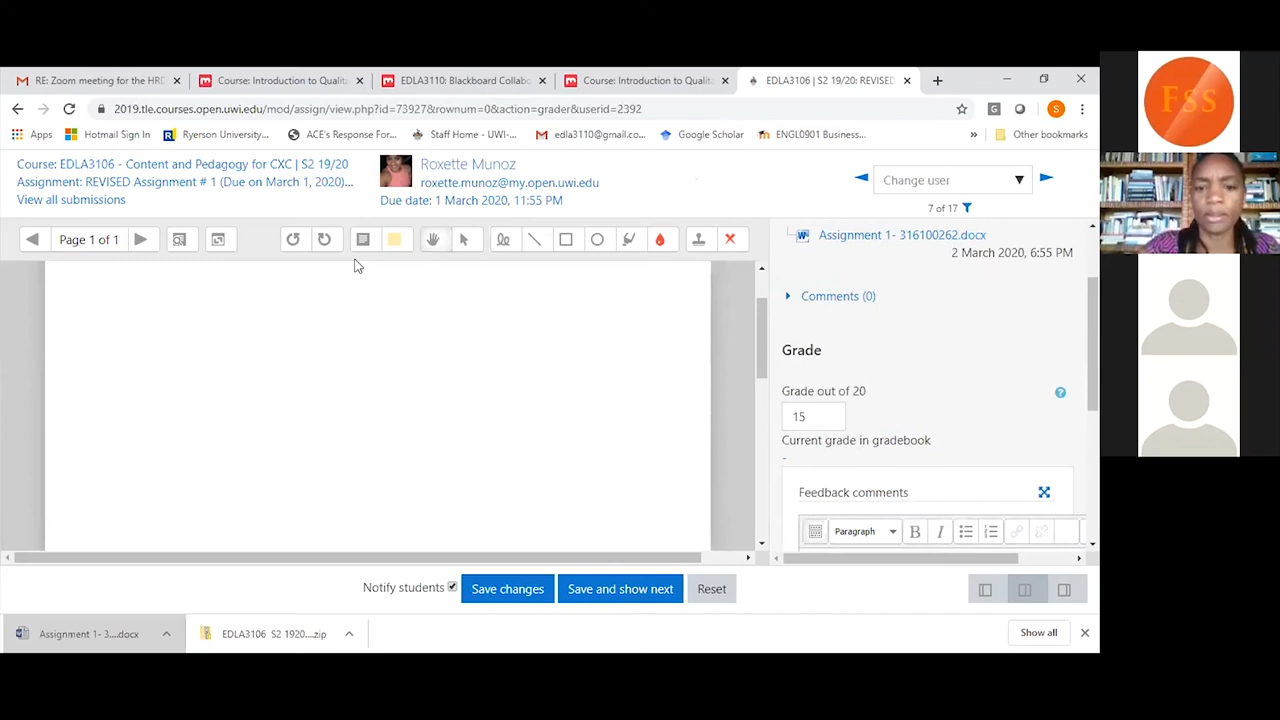 RE: Zoom meeting for the HRD
Course: Introduction to Qualit
EDLA3110: Blackboard Collabo
Course: Introduction to Qualit
EDLA3106 | S2 19/20: REVISED
2019.tle.courses.open.uwi.edu/mod/assign/view.php?id=73927&rownum=0&action=grader&userid=2392
Apps
Hotmail Sign In
Ryerson University...
ACE's Response For...
Staff Home - UWI-...
edla3110@gmail.co...
Google Scholar
ENGL0901 Business...
»
Other bookmarks
Course: EDLA3106 - Content and Pedagogy for CXC | S2 19/20
Assignment: REVISED Assignment # 1 (Due on March 1, 2020)...
View all submissions
Roxette Munoz
roxette.munoz@my.open.uwi.edu
Due date: 1 March 2020, 11:55 PM
Change user
7 of 17
Page 1 of 1
Assignment 1- 316100262.docx
2 March 2020, 6:55 PM
Comments (0)
Grade
Grade out of 20
15
Current grade in gradebook
-
Feedback comments
Paragraph
B I
Notify students
Save changes
Save and show next
Reset
Assignment 1- 3....docx
EDLA3106 S2 1920....zip
Show all
S
G
Fss